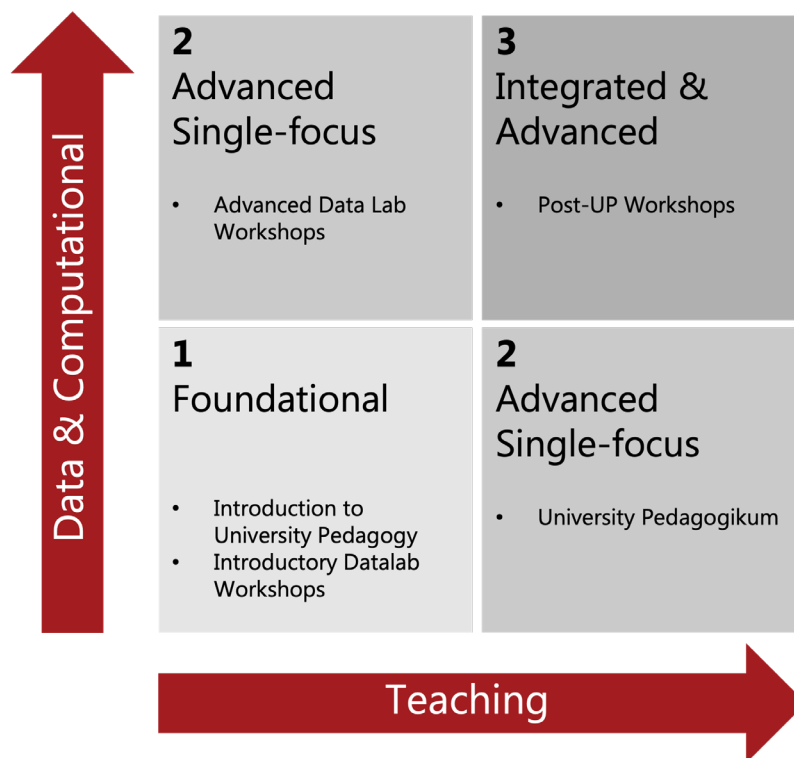 Data & Computational
2
Advanced
Single-focus
• Advanced Data Lab
Workshops
3
Integrated &
Advanced
• Post-UP Workshops
1
Foundational
• Introduction to
University Pedagogy
• Introductory Datalab
Workshops
2
Advanced
Single-focus
• University Pedagogikum
Teaching